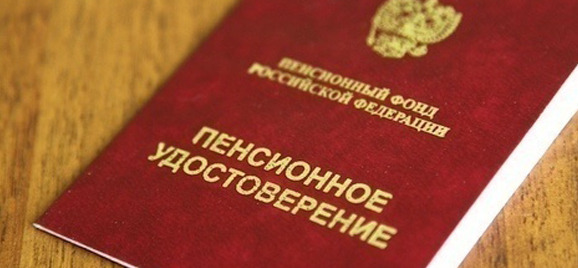 ПЕНСИОННЫЙ ФОНД
РОССИЙСКОЙ ФЕДЕРАЦИИ
ПЕНСИОННОЕ
УДОСТОВЕРЕНИЕ